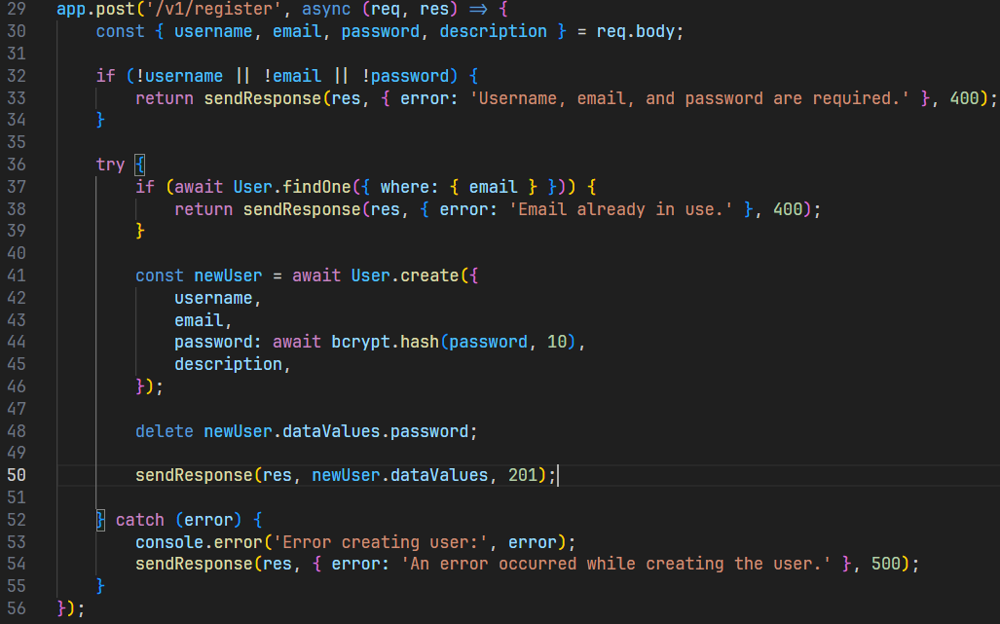 29 app.post('/v1/register', async (req, res) => {
30     const { username, email, password, description } = req.body;
31
32     if (!username || !email || !password) {
33         return sendResponse(res, { error: 'Username, email, and password are required.' }, 400);
34     }
35
36     try {
37         if (await User.findOne({ where: { email } })) {
38             return sendResponse(res, { error: 'Email already in use.' }, 400);
39         }
40
41         const newUser = await User.create({
42             username,
43             email,
44             password: await bcrypt.hash(password, 10),
45             description,
46         });
47
48         delete newUser.dataValues.password;
49
50         sendResponse(res, newUser.dataValues, 201);
51
52     } catch (error) {
53         console.error('Error creating user:', error);
54         sendResponse(res, { error: 'An error occurred while creating the user.' }, 500);
55     }
56 });